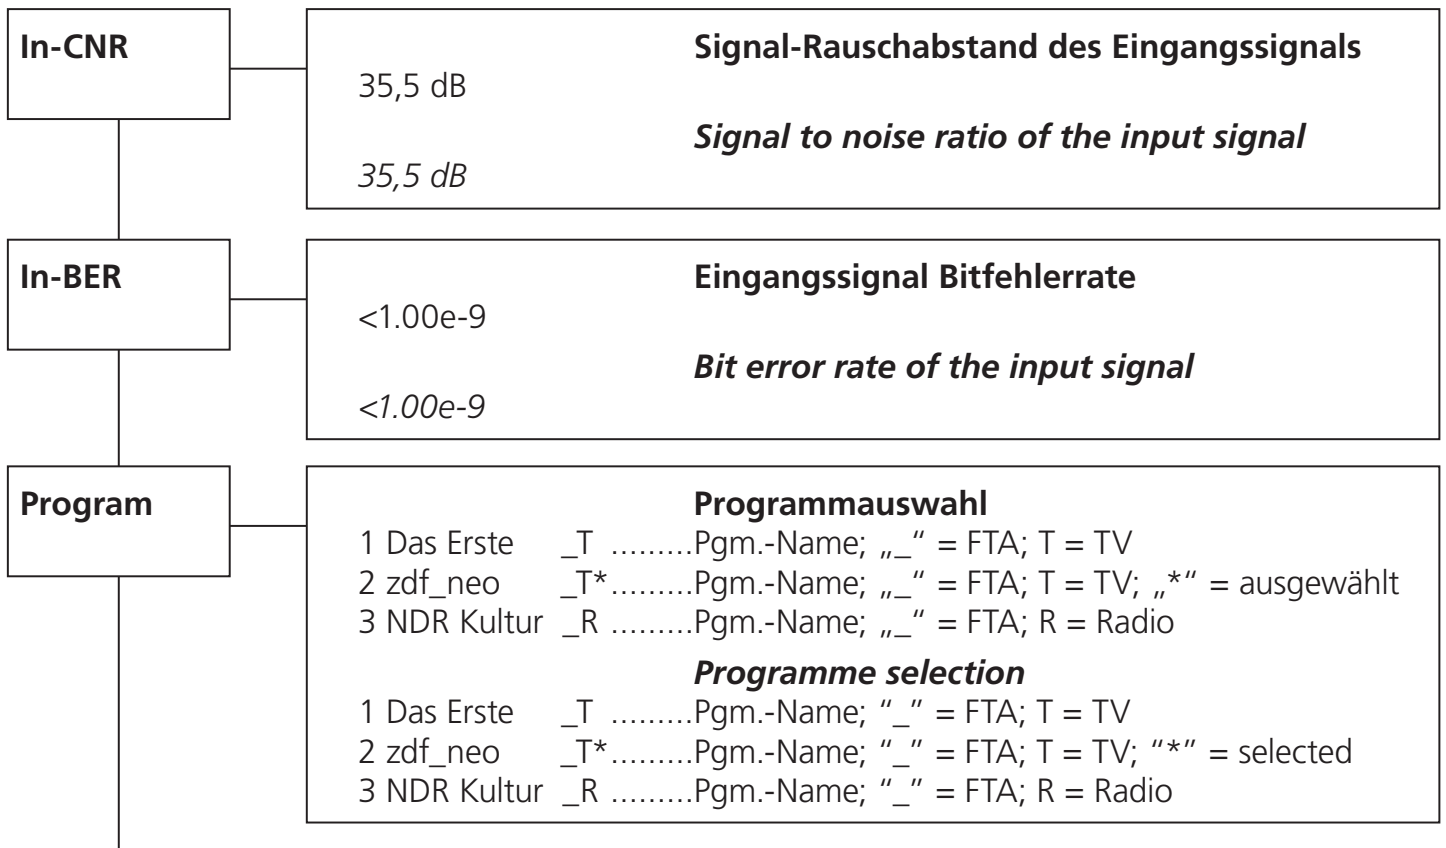 In-CNR
Signal-Rauschabstand des Eingangssignals
35,5 dB
Signal to noise ratio of the input signal
35,5 dB
In-BER
Eingangssignal Bitfehlerrate
<1.00e-9
Bit error rate of the input signal
<1.00e-9
Program
Programmauswahl
1 Das Erste _T .........Pgm.-Name; „_“ = FTA; T = TV
2 zdf_neo _T*.........Pgm.-Name; „_“ = FTA; T = TV; „*“ = ausgewählt
3 NDR Kultur _R .........Pgm.-Name; „_“ = FTA; R = Radio
Programme selection
1 Das Erste _T .........Pgm.-Name; “_” = FTA; T = TV
2 zdf_neo _T*.........Pgm.-Name; “_” = FTA; T = TV; “*” = selected
3 NDR Kultur _R .........Pgm.-Name; “_” = FTA; R = Radio